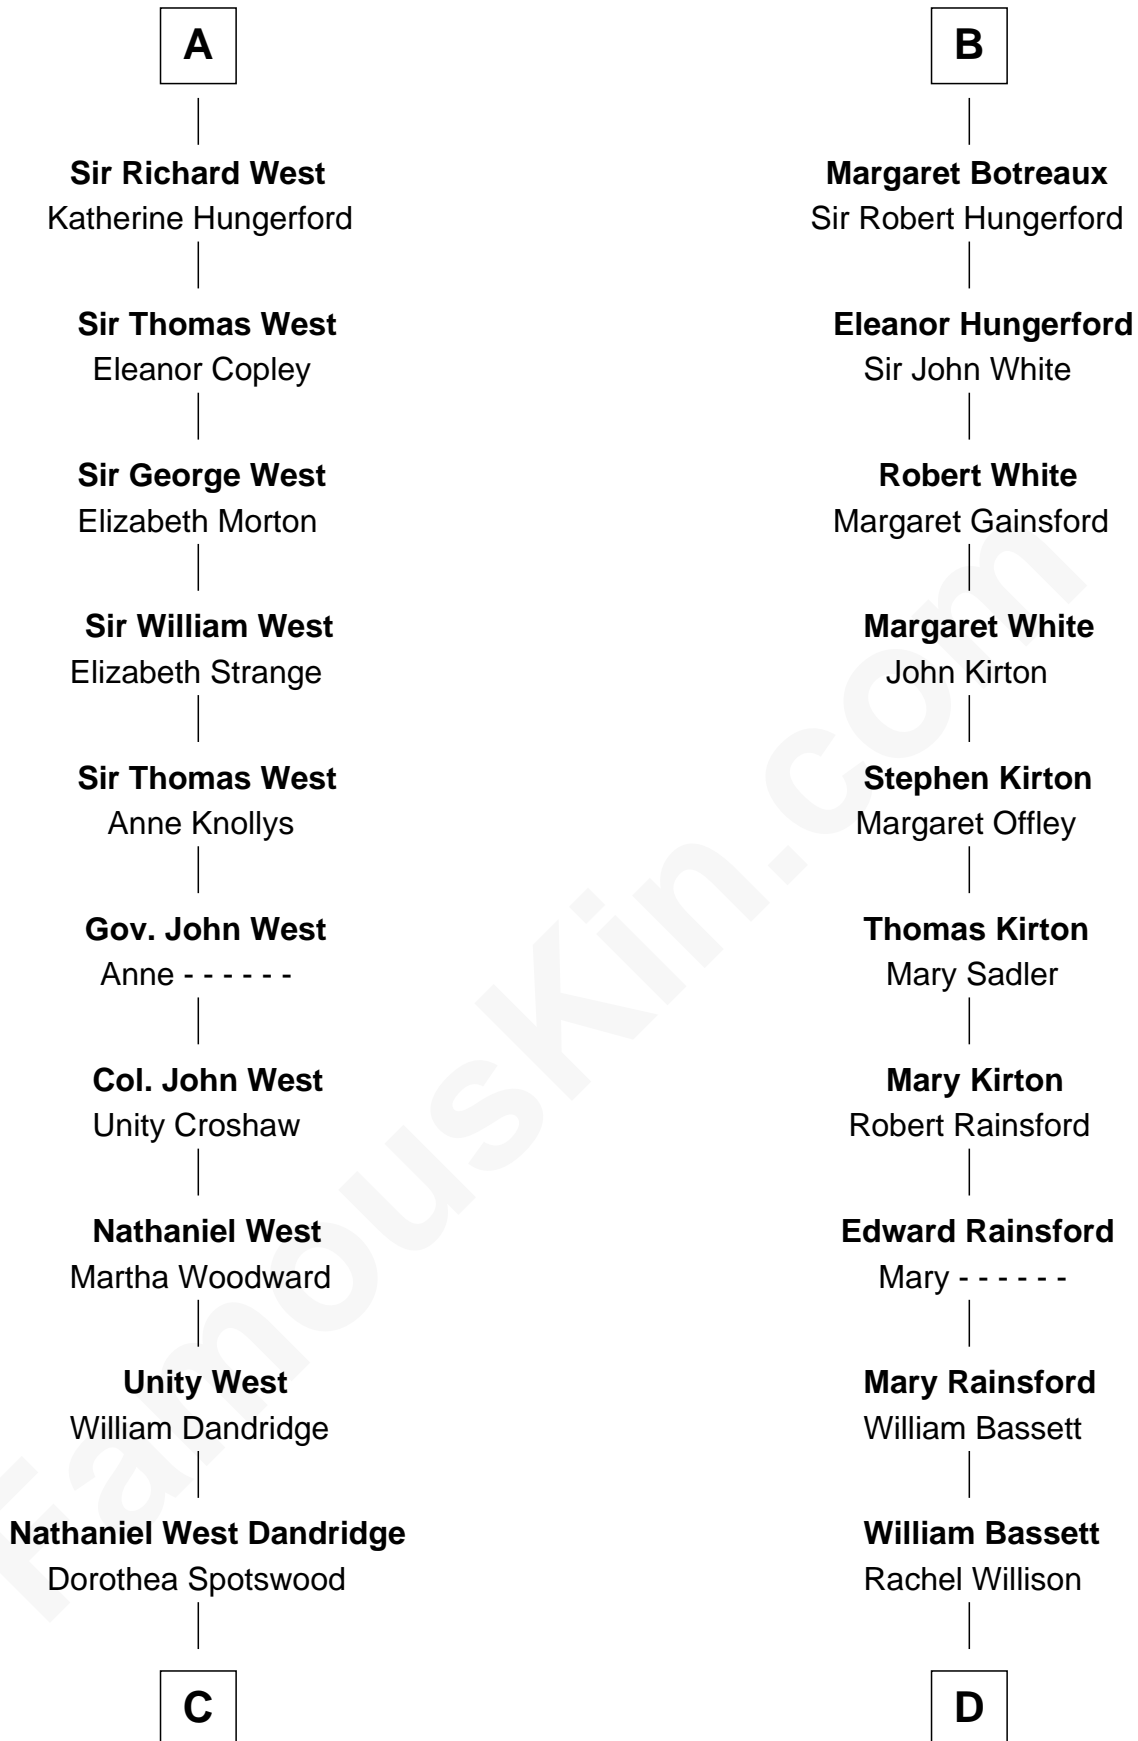 A
Sir Richard West
Katherine Hungerford
Sir Thomas West
Eleanor Copley
Sir George West
Elizabeth Morton
Sir William West
Elizabeth Strange
Sir Thomas West
Anne Knollys
Gov. John West
Anne - - - - - -
Col. John West
Unity Croshaw
Nathaniel West
Martha Woodward
Unity West
William Dandridge
Nathaniel West Dandridge
Dorothea Spotswood
C
B
Margaret Botreaux
Sir Robert Hungerford
Eleanor Hungerford
Sir John White
Robert White
Margaret Gainsford
Margaret White
John Kirton
Stephen Kirton
Margaret Offley
Thomas Kirton
Mary Sadler
Mary Kirton
Robert Rainsford
Edward Rainsford
Mary - - - - - -
Mary Rainsford
William Bassett
William Bassett
Rachel Willison
D
FamousKin.com